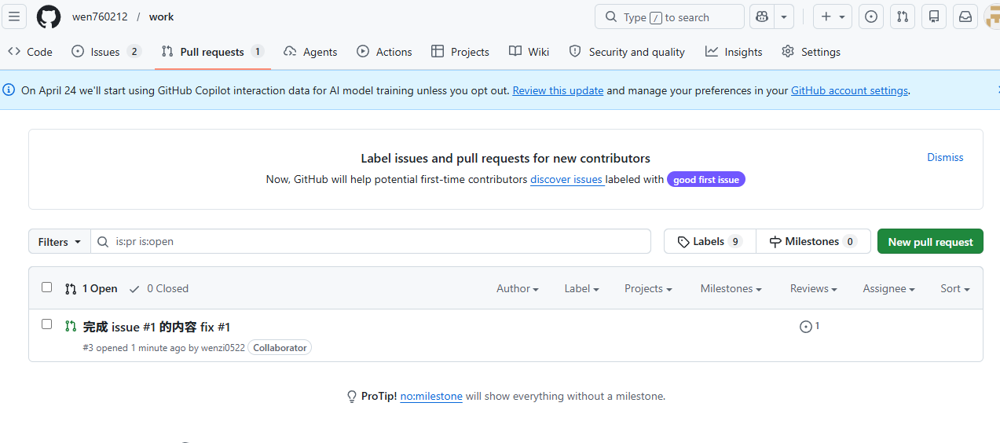 wen760212 / work
Type / to search
Code
Issues 2
Pull requests 1
Agents
Actions
Projects
Wiki
Security and quality
Insights
Settings
On April 24 we'll start using GitHub Copilot interaction data for AI model training unless you opt out. Review this update and manage your preferences in your GitHub account settings.
Label issues and pull requests for new contributors
Dismiss
Now, GitHub will help potential first-time contributors discover issues labeled with good first issue
Filters
is:pr is:open
Labels 9
Milestones 0
New pull request
1 Open
0 Closed
Author
Label
Projects
Milestones
Reviews
Assignee
Sort
完成 issue #1 的内容 fix #1
1
#3 opened 1 minute ago by wenzi0522 Collaborator
ProTip! no:milestone will show everything without a milestone.